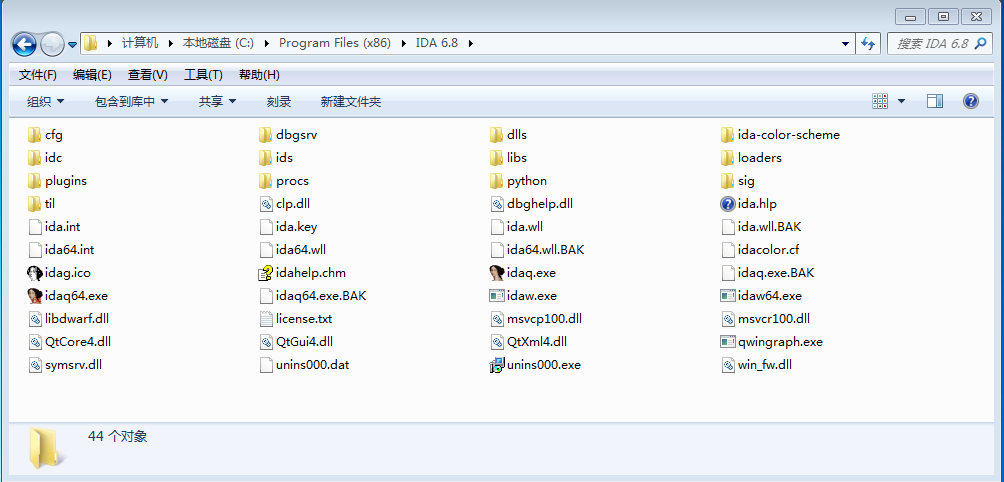 计算机 本地磁盘 (C:) Program Files (x86) IDA 6.8 搜索 IDA 6.8
文件(F) 编辑(E) 查看(V) 工具(T) 帮助(H)
组织 包含到库中 共享 刻录 新建文件夹
cfg dbgsrv dlls ida-color-scheme
idc ids libs loaders
plugins procs python sig
til clp.dll dbghelp.dll ida.hlp
ida.int ida.key ida.wll ida.wll.BAK
ida64.int ida64.wll ida64.wll.BAK idacolor.cf
idag.ico idahelp.chm idaq.exe idaq.exe.BAK
idaq64.exe idaq64.exe.BAK idaw.exe idaw64.exe
libdwarf.dll license.txt msvcp100.dll msvcr100.dll
QtCore4.dll QtGui4.dll QtXml4.dll qwingraph.exe
symsrv.dll unins000.dat unins000.exe win_fw.dll
44 个对象